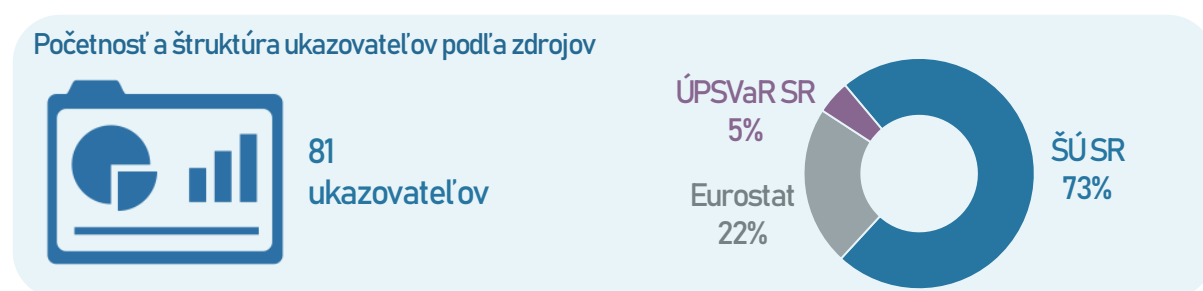 Početnosť a štruktúra ukazovateľov podľa zdrojov
81
ukazovateľov
ÚPSVaR SR
5%
Eurostat
22%
ŠÚ SR
73%